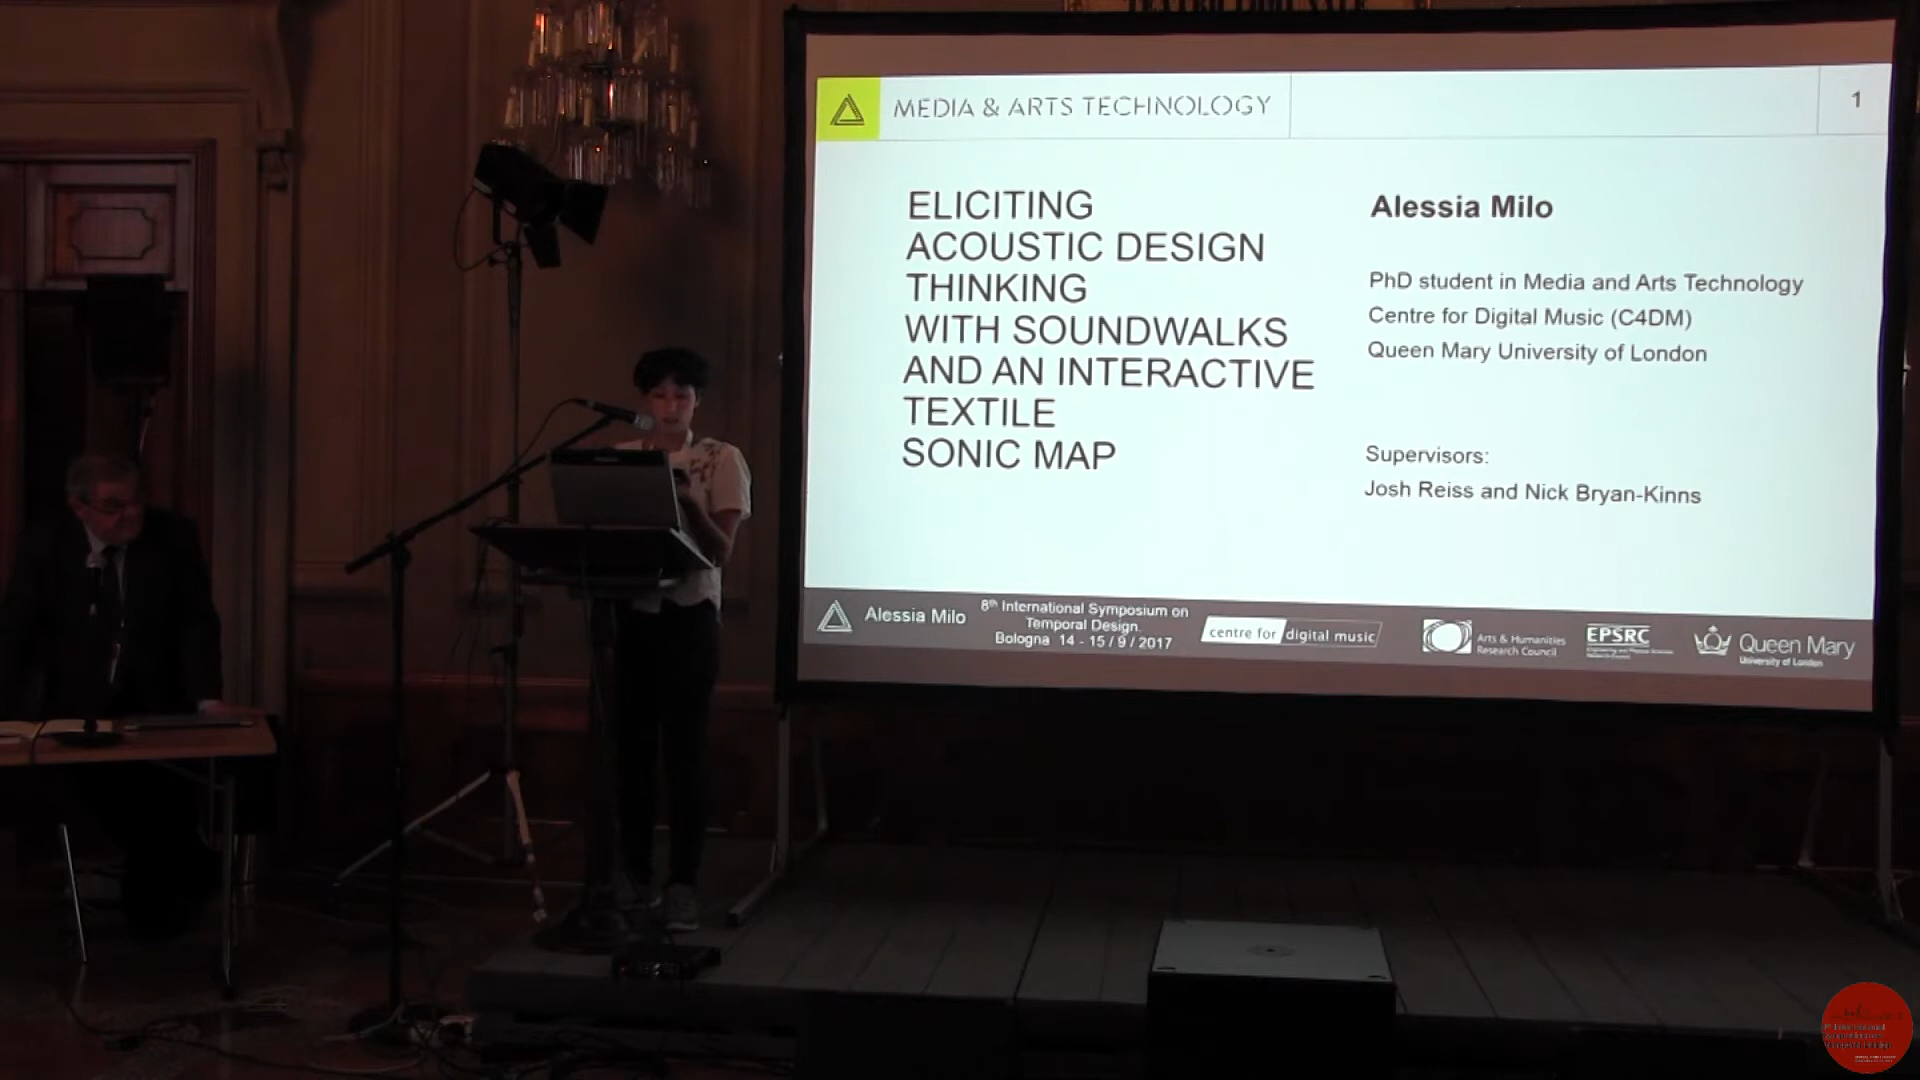 MEDIA & ARTS TECHNOLOGY
1
ELICITING
ACOUSTIC DESIGN
THINKING
WITH SOUNDWALKS
AND AN INTERACTIVE
TEXTILE
SONIC MAP
Alessia Milo
PhD student in Media and Arts Technology
Centre for Digital Music (C4DM)
Queen Mary University of London
Supervisors:
Josh Reiss and Nick Bryan-Kinns
Alessia Milo
8th International Symposium on
Temporal Design.
Bologna 14 - 15 / 9 / 2017
centre for digital music
Arts & Humanities
Research Council
EPSRC
Queen Mary
University of London